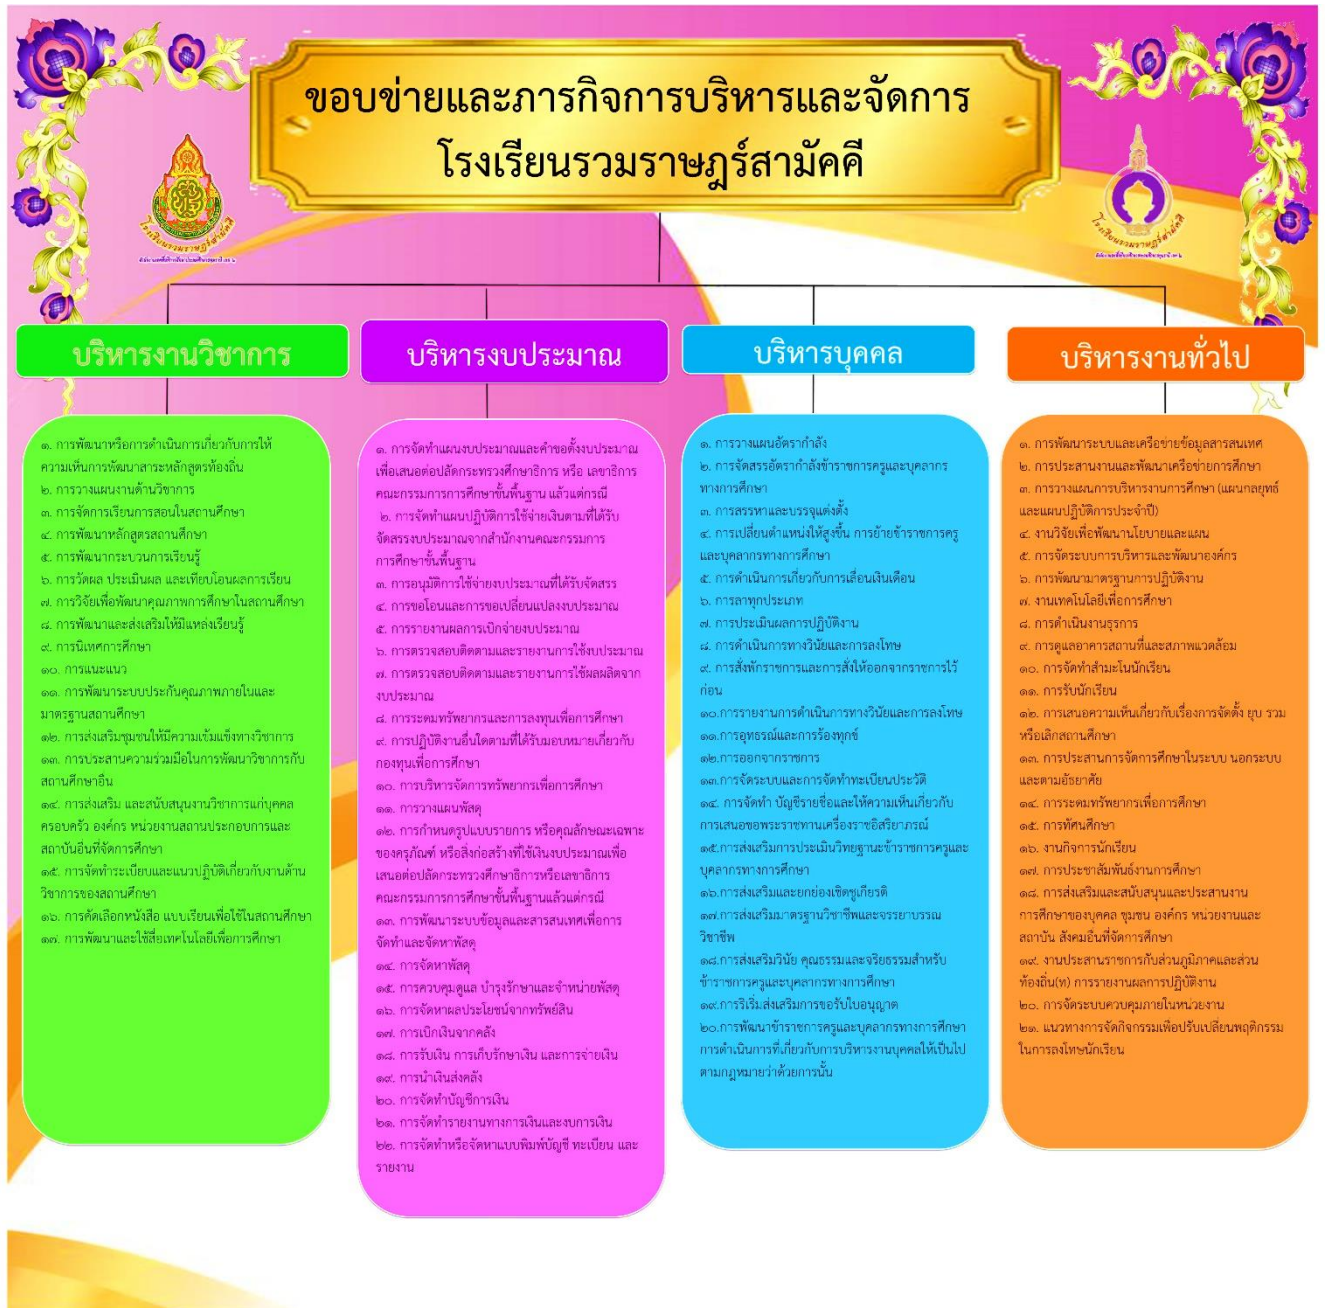 ขอบข่ายและภารกิจการบริหารและจัดการ
โรงเรียนรวมราษฎร์สามัคคี
โรงเรียนรวมราษฎร์สามัคคี
โรงเรียนรวมราษฎร์สามัคคี
บริหารงานวิชาการ
๑. การพัฒนาหรือการดำเนินการเกี่ยวกับการให้
ความเห็นการพัฒนาสาระหลักสูตรท้องถิ่น
๒. การวางแผนงานด้านวิชาการ
๓. การจัดการเรียนการสอนในสถานศึกษา
๔. การพัฒนาหลักสูตรสถานศึกษา
๕. การพัฒนากระบวนการเรียนรู้
๖. การวัดผล ประเมินผล และเทียบโอนผลการเรียน
๗. การวิจัยเพื่อพัฒนาคุณภาพการศึกษาในสถานศึกษา
๘. การพัฒนาและส่งเสริมให้มีแหล่งเรียนรู้
๙. การนิเทศการศึกษา
๑๐. การแนะแนว
๑๑. การพัฒนาระบบประกันคุณภาพภายในและ
มาตรฐานสถานศึกษา
๑๒. การส่งเสริมชุมชนให้มีความเข้มแข็งทางวิชาการ
๑๓. การประสานความร่วมมือในการพัฒนาวิชาการกับ
สถานศึกษาอื่น
๑๔. การส่งเสริม และสนับสนุนงานวิชาการแก่บุคคล
ครอบครัว องค์กร หน่วยงานสถานประกอบการและ
สถาบันอื่นที่จัดการศึกษา
๑๕. การจัดทำระเบียบและแนวปฏิบัติเกี่ยวกับงานด้าน
วิชาการของสถานศึกษา
๑๖. การคัดเลือกหนังสือ แบบเรียนเพื่อใช้ในสถานศึกษา
๑๗. การพัฒนาและใช้สื่อเทคโนโลยีเพื่อการศึกษา
บริหารงบประมาณ
๑. การจัดทำแผนงบประมาณและคำขอตั้งงบประมาณ
เพื่อเสนอต่อปลัดกระทรวงศึกษาธิการ หรือ เลขาธิการ
คณะกรรมการการศึกษาขั้นพื้นฐาน แล้วแต่กรณี
๒. การจัดทำแผนปฏิบัติการใช้จ่ายเงินตามที่ได้รับ
จัดสรรงบประมาณจากสำนักงานคณะกรรมการ
การศึกษาขั้นพื้นฐาน
๓. การอนุมัติการใช้จ่ายงบประมาณที่ได้รับจัดสรร
๔. การขอโอนและการขอเปลี่ยนแปลงงบประมาณ
๕. การรายงานผลการเบิกจ่ายงบประมาณ
๖. การตรวจสอบติดตามและรายงานการใช้งบประมาณ
๗. การตรวจสอบติดตามและรายงานการใช้ผลผลิตจาก
งบประมาณ
๘. การระดมทรัพยากรและการลงทุนเพื่อการศึกษา
๙. การปฏิบัติงานอื่นใดตามที่ได้รับมอบหมายเกี่ยวกับ
กองทุนเพื่อการศึกษา
๑๐. การบริหารจัดการทรัพยากรเพื่อการศึกษา
๑๑. การวางแผนพัสดุ
๑๒. การกำหนดรูปแบบรายการ หรือคุณลักษณะเฉพาะ
ของครุภัณฑ์ หรือสิ่งก่อสร้างที่ใช้เงินงบประมาณเพื่อ
เสนอต่อปลัดกระทรวงศึกษาธิการหรือเลขาธิการ
คณะกรรมการการศึกษาขั้นพื้นฐานแล้วแต่กรณี
๑๓. การพัฒนาระบบข้อมูลและสารสนเทศเพื่อการ
จัดทำและจัดหาพัสดุ
๑๔. การจัดหาพัสดุ
๑๕. การควบคุมดูแล บำรุงรักษาและจำหน่ายพัสดุ
๑๖. การจัดหาผลประโยชน์จากทรัพย์สิน
๑๗. การเบิกเงินจากคลัง
๑๘. การรับเงิน การเก็บรักษาเงิน และการจ่ายเงิน
๑๙. การนำเงินส่งคลัง
๒๐. การจัดทำบัญชีการเงิน
๒๑. การจัดทำรายงานทางการเงินและงบการเงิน
๒๒. การจัดทำหรือจัดหาแบบพิมพ์บัญชี ทะเบียน และ
รายงาน
บริหารบุคคล
๑. การวางแผนอัตรากำลัง
๒. การจัดสรรอัตรากำลังข้าราชการครูและบุคลากร
ทางการศึกษา
๓. การสรรหาและบรรจุแต่งตั้ง
๔. การเปลี่ยนตำแหน่งให้สูงขึ้น การย้ายข้าราชการครู
และบุคลากรทางการศึกษา
๕. การดำเนินการเกี่ยวกับการเลื่อนเงินเดือน
๖. การลาทุกประเภท
๗. การประเมินผลการปฏิบัติงาน
๘. การดำเนินการทางวินัยและการลงโทษ
๙. การสั่งพักราชการและการสั่งให้ออกจากราชการไว้
ก่อน
๑๐.การรายงานการดำเนินการทางวินัยและการลงโทษ
๑๑.การอุทธรณ์และการร้องทุกข์
๑๒.การออกจากราชการ
๑๓.การจัดระบบและการจัดทำทะเบียนประวัติ
๑๔. การจัดทำ บัญชีรายชื่อและให้ความเห็นเกี่ยวกับ
การเสนอขอพระราชทานเครื่องราชอิสริยาภรณ์
๑๕.การส่งเสริมการประเมินวิทยฐานะข้าราชการครูและ
บุคลากรทางการศึกษา
๑๖.การส่งเสริมและยกย่องเชิดชูเกียรติ
๑๗.การส่งเสริมมาตรฐานวิชาชีพและจรรยาบรรณ
วิชาชีพ
๑๘.การส่งเสริมวินัย คุณธรรมและจริยธรรมสำหรับ
ข้าราชการครูและบุคลากรทางการศึกษา
๑๙.การริเริ่มส่งเสริมการขอรับใบอนุญาต
๒๐.การพัฒนาข้าราชการครูและบุคลากรทางการศึกษา
การดำเนินการที่เกี่ยวกับการบริหารงานบุคคลให้เป็นไป
ตามกฎหมายว่าด้วยการนั้น
บริหารงานทั่วไป
๑. การพัฒนาระบบและเครือข่ายข้อมูลสารสนเทศ
๒. การประสานงานและพัฒนาเครือข่ายการศึกษา
๓. การวางแผนการบริหารงานการศึกษา (แผนกลยุทธ์
และแผนปฏิบัติการประจำปี)
๔. งานวิจัยเพื่อพัฒนานโยบายและแผน
๕. การจัดระบบการบริหารและพัฒนาองค์กร
๖. การพัฒนามาตรฐานการปฏิบัติงาน
๗. งานเทคโนโลยีเพื่อการศึกษา
๘. การดำเนินงานธุรการ
๙. การดูแลอาคารสถานที่และสภาพแวดล้อม
๑๐. การจัดทำสำมะโนนักเรียน
๑๑. การรับนักเรียน
๑๒. การเสนอความเห็นเกี่ยวกับเรื่องการจัดตั้ง ยุบ รวม
หรือเลิกสถานศึกษา
๑๓. การประสานการจัดการศึกษาในระบบ นอกระบบ
และตามอัธยาศัย
๑๔. การระดมทรัพยากรเพื่อการศึกษา
๑๕. การทัศนศึกษา
๑๖. งานกิจการนักเรียน
๑๗. การประชาสัมพันธ์งานการศึกษา
๑๘. การส่งเสริมและสนับสนุนและประสานงาน
การศึกษาของบุคคล ชุมชน องค์กร หน่วยงานและ
สถาบัน สังคมอื่นที่จัดการศึกษา
๑๙. งานประสานราชการกับส่วนภูมิภาคและส่วน
ท้องถิ่น(ท) การรายงานผลการปฏิบัติงาน
๒๐. การจัดระบบควบคุมภายในหน่วยงาน
๒๑. แนวทางการจัดกิจกรรมเพื่อปรับเปลี่ยนพฤติกรรม
ในการลงโทษนักเรียน